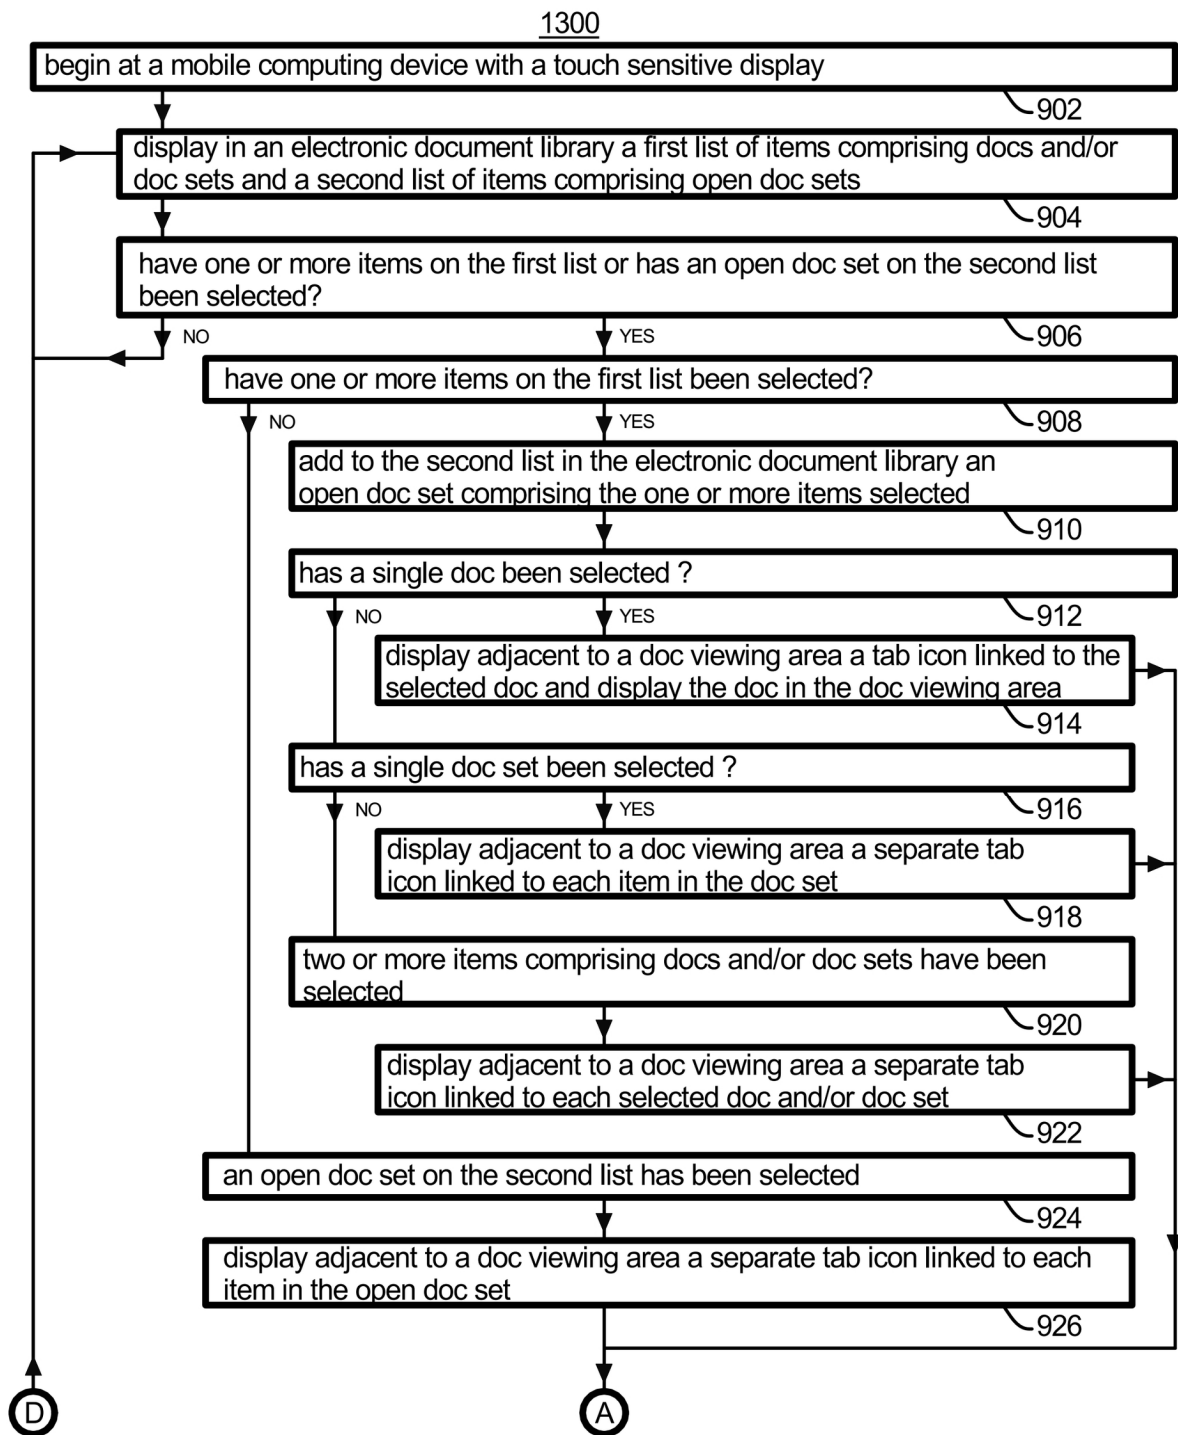 1300
begin at a mobile computing device with a touch sensitive display
902
display in an electronic document library a first list of items comprising docs and/or
doc sets and a second list of items comprising open doc sets
904
have one or more items on the first list or has an open doc set on the second list
been selected?
906
NO
YES
have one or more items on the first list been selected?
908
NO
YES
add to the second list in the electronic document library an
open doc set comprising the one or more items selected
910
has a single doc been selected ?
912
NO
YES
display adjacent to a doc viewing area a tab icon linked to the
selected doc and display the doc in the doc viewing area
914
has a single doc set been selected ?
916
NO
YES
display adjacent to a doc viewing area a separate tab
icon linked to each item in the doc set
918
two or more items comprising docs and/or doc sets have been
selected
920
display adjacent to a doc viewing area a separate tab
icon linked to each selected doc and/or doc set
922
an open doc set on the second list has been selected
924
display adjacent to a doc viewing area a separate tab icon linked to each
item in the open doc set
926
D
A